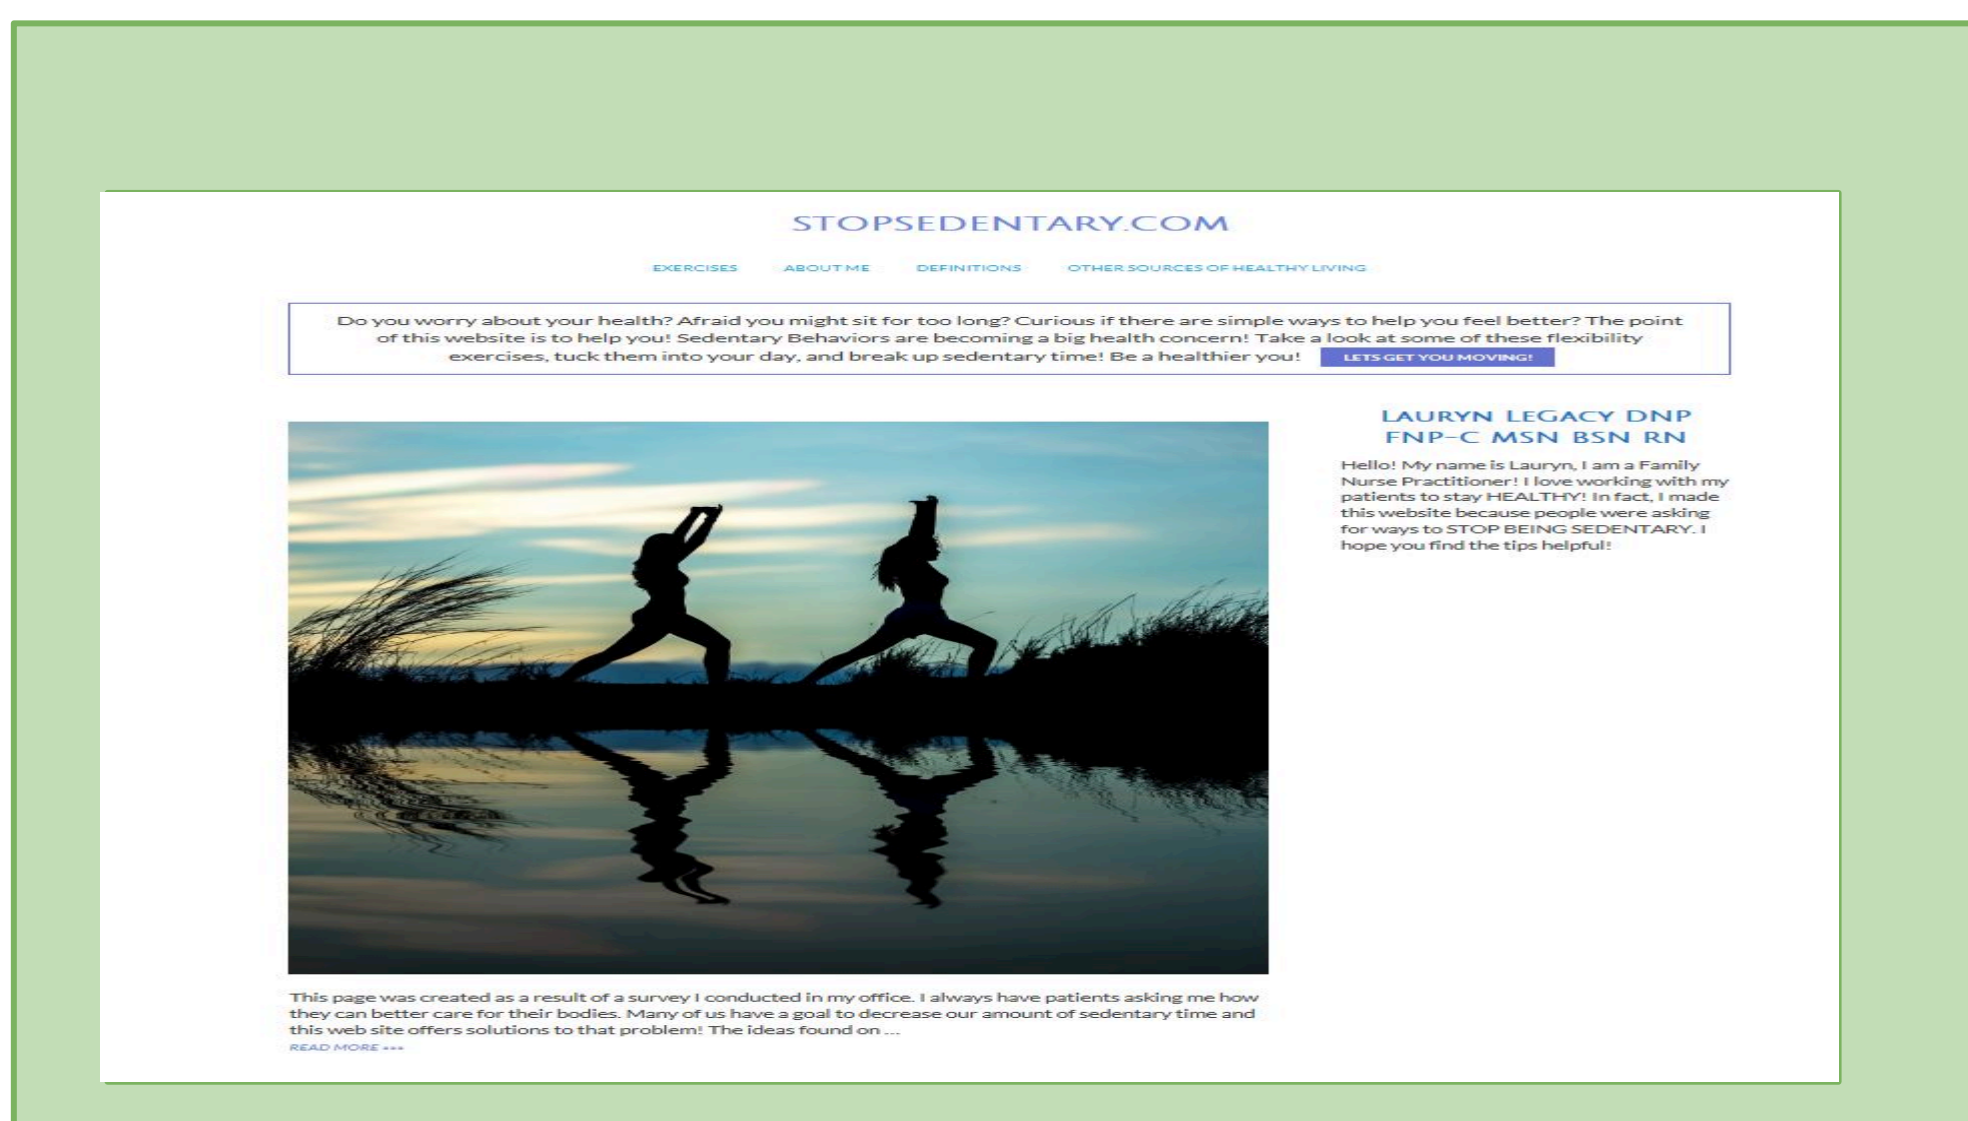 STOPSEDENTARY.COM
EXERCISES ABOUT ME DEFINITIONS OTHER SOURCES OF HEALTHY LIVING
Do you worry about your health? Afraid you might sit for too long? Curious if there are simple ways to help you feel better? The point
of this website is to help you! Sedentary Behaviors are becoming a big health concern! Take a look at some of these flexibility
exercises, tuck them into your day, and break up sedentary time! Be a healthier you! LETS GET YOU MOVING!
LAURYN LEGACY DNP
FNP-C MSN BSN RN
Hello! My name is Lauryn, I am a Family
Nurse Practitioner! I love working with my
patients to stay HEALTHY! In fact, I made
this website because people were asking
for ways to STOP BEING SEDENTARY. I
hope you find the tips helpful!
This page was created as a result of a survey I conducted in my office. I always have patients asking me how
they can better care for their bodies. Many of us have a goal to decrease our amount of sedentary time and
this web site offers solutions to that problem! The ideas found on ...
READ MORE •••